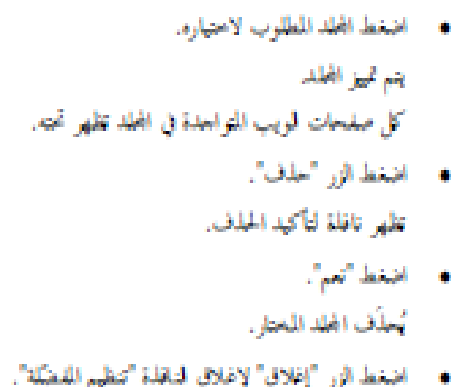 • اضغط المجلد المطلوب لاختياره.
يتم تمييز المجلد.
كل صفحات الويب المتواجدة في المجلد تظهر تحته.
• اضغط الزر "حذف".
تظهر نافذة لتأكيد الحذف.
• اضغط "نعم".
يُحذف المجلد المختار.
• اضغط الزر "إغلاق" لإغلاق نافذة "تنظيم المفضلة".